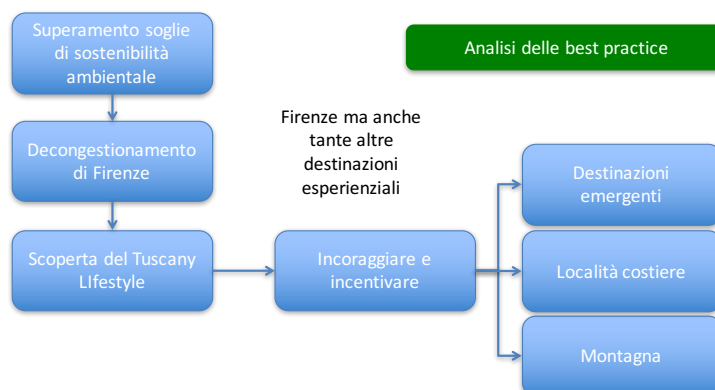 Superamento soglie
di sostenibilità
ambientale
Analisi delle best practice
Firenze ma anche
tante altre
destinazioni
esperienziali
Decongestionamento
di Firenze
Destinazioni
emergenti
Scoperta del Tuscany
LIfestyle
Incoraggiare e
incentivare
Località costiere
Montagna